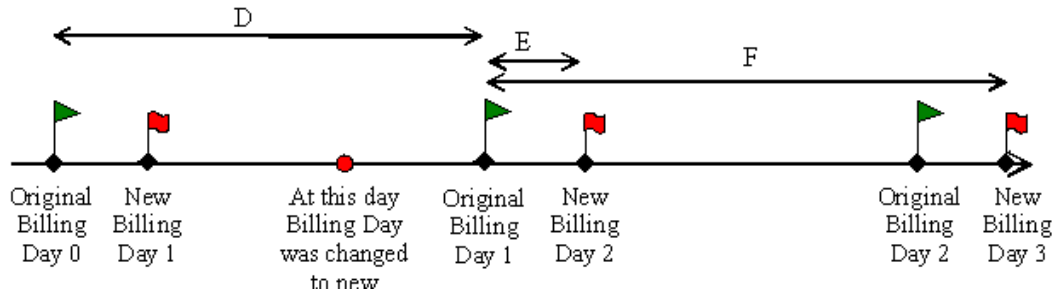 D
E
F
Original
Billing
Day 0
New
Billing
Day 1
At this day
Billing Day
was changed
to new
Original
Billing
Day 1
New
Billing
Day 2
Original
Billing
Day 2
New
Billing
Day 3